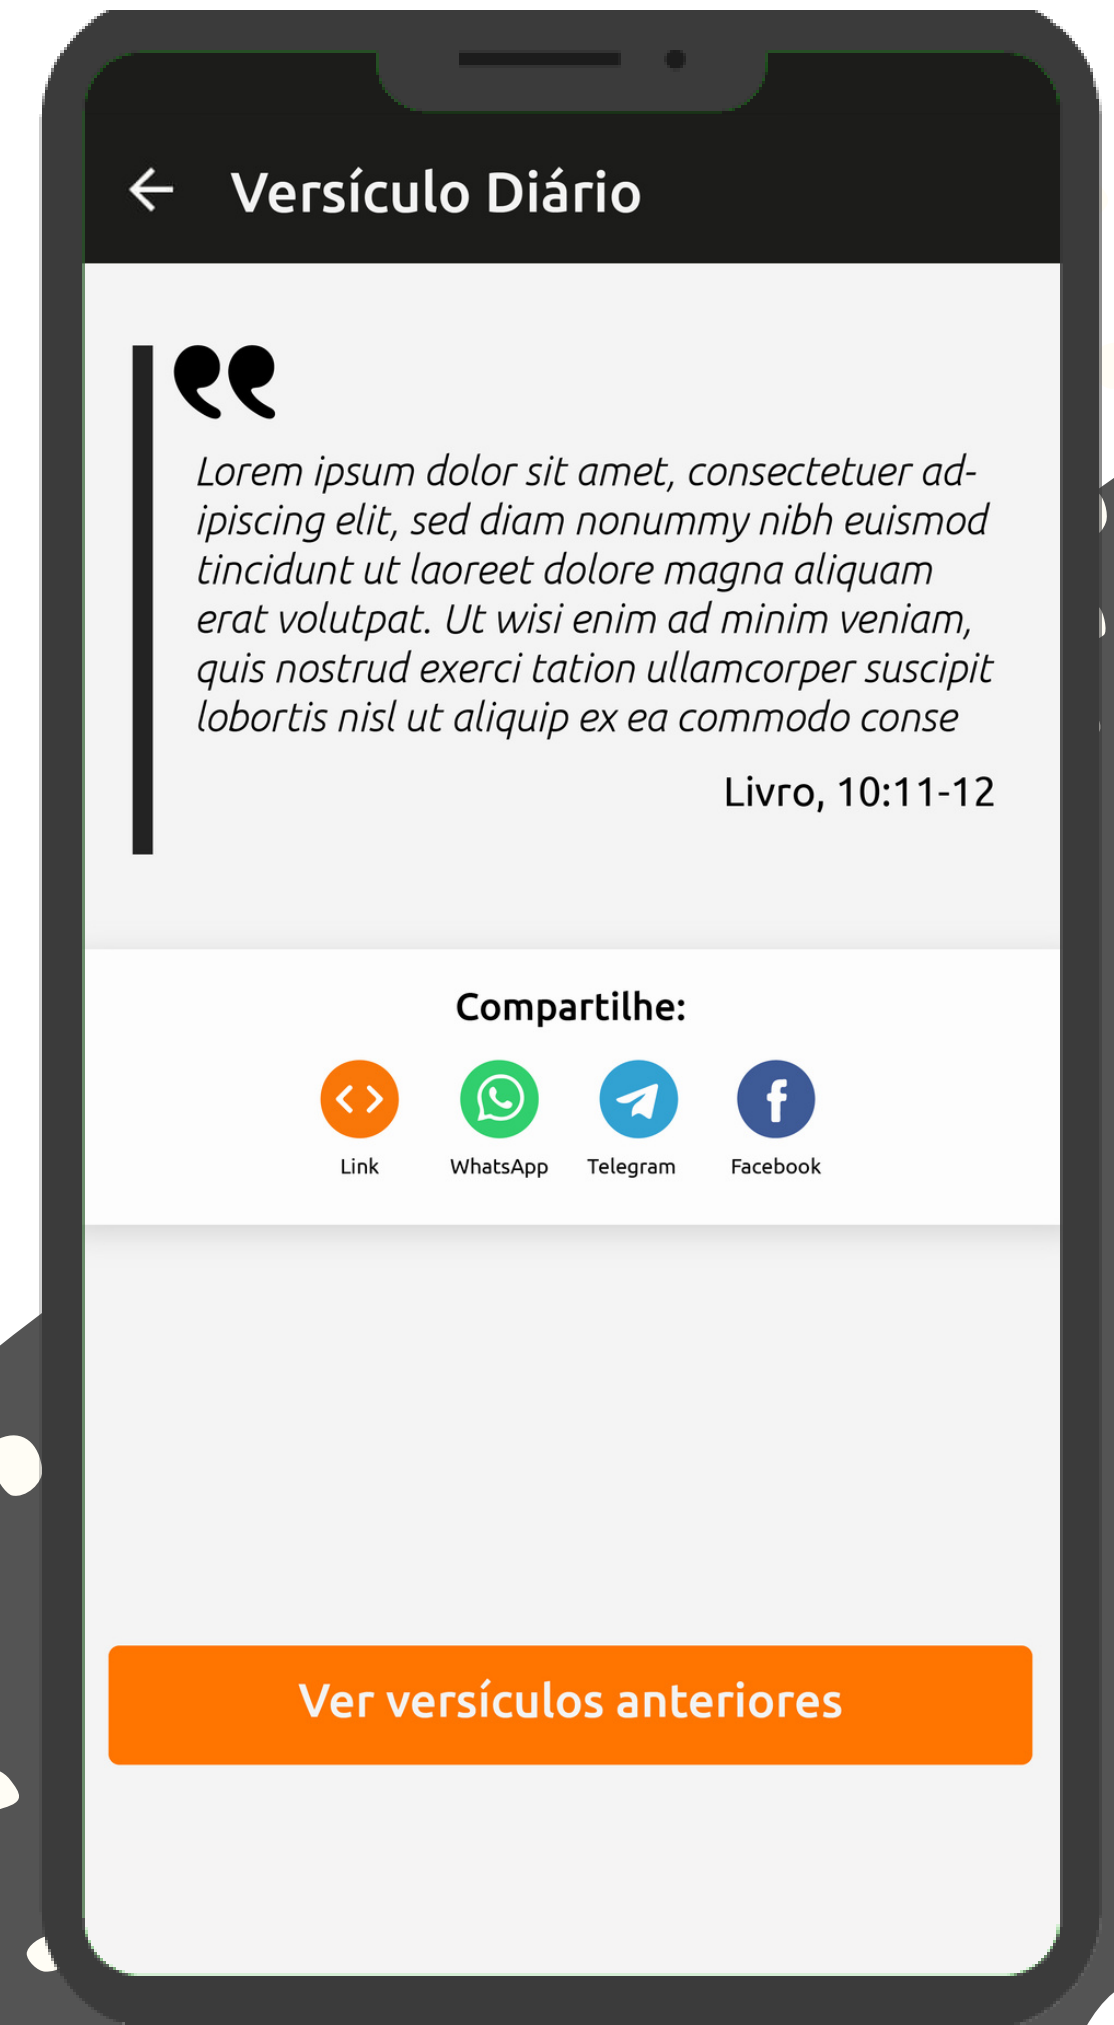 Versículo Diário
Lorem ipsum dolor sit amet, consectetuer ad-
ipiscing elit, sed diam nonummy nibh euismod
tincidunt ut laoreet dolore magna aliquam
erat volutpat. Ut wisi enim ad minim veniam,
quis nostrud exerci tation ullamcorper suscipit
lobortis nisl ut aliquip ex ea commodo conse
Livro, 10:11-12
Compartilhe:
Link WhatsApp Telegram Facebook
Ver versículos anteriores